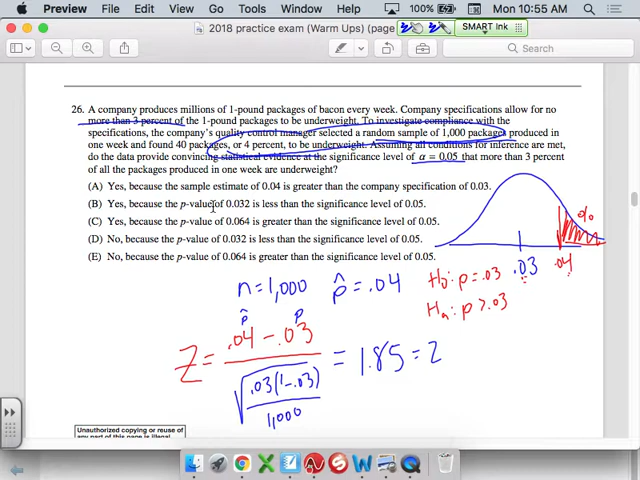 Preview File Edit View Go Tools Window Help 100% Mon 10:55 AM
2018 practice exam (Warm Ups) (page
SMART Ink
Search
26. A company produces millions of 1-pound packages of bacon every week. Company specifications allow for no
more than 3 percent of the 1-pound packages to be underweight. To investigate compliance with the
specifications, the company's quality control manager selected a random sample of 1,000 packages produced in
one week and found 40 packages, or 4 percent, to be underweight. Assuming all conditions for inference are met,
do the data provide convincing statistical evidence at the significance level of α = 0.05 that more than 3 percent
of all the packages produced in one week are underweight?
(A) Yes, because the sample estimate of 0.04 is greater than the company specification of 0.03.
(B) Yes, because the p-value of 0.032 is less than the significance level of 0.05.
(C) Yes, because the p-value of 0.064 is greater than the significance level of 0.05.
(D) No, because the p-value of 0.032 is less than the significance level of 0.05.
(E) No, because the p-value of 0.064 is greater than the significance level of 0.05.
%
.03 .04
n=1,000 p̂=.04
H₀: p=.03
Hₐ: p>.03
p̂ p
Z= .04-.03 = 1.85=z
.03(1-.03)
1,000
Unauthorized copying or reuse of
any part of this page is illegal.